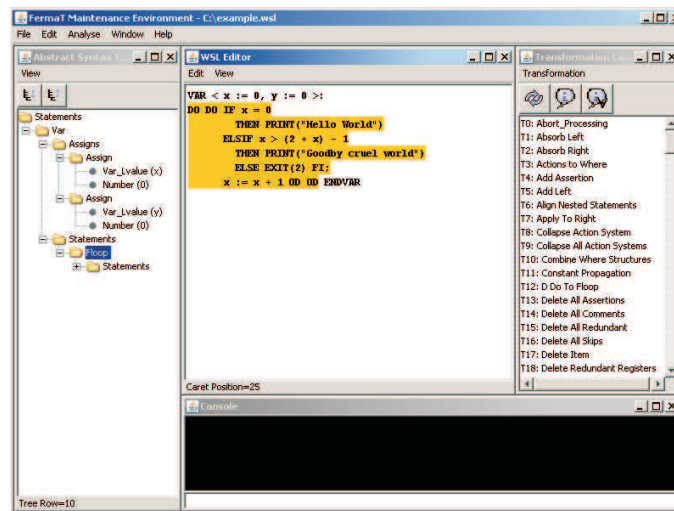 FermaT Maintenance Environment - C:\example.wsl
File Edit Analyse Window Help
Abstract Syntax T...
View
Statements
Var
Assigns
Assign
Var_Lvalue (x)
Number (0)
Assign
Var_Lvalue (y)
Number (0)
Statements
Floop
Statements
Tree Row=10
WSL Editor
Edit View
VAR < x := 0, y := 0 >:
DO DO IF x = 0
THEN PRINT("Hello World")
ELSIF x > (2 + x) - 1
THEN PRINT("Goodby cruel world")
ELSE EXIT(2) FI;
x := x + 1 OD OD ENDVAR
Caret Position=25
Transformation Ca...
Transformation
T0: Abort_Processing
T1: Absorb Left
T2: Absorb Right
T3: Actions to Where
T4: Add Assertion
T5: Add Left
T6: Align Nested Statements
T7: Apply To Right
T8: Collapse Action System
T9: Collapse All Action Systems
T10: Combine Where Structures
T11: Constant Propagation
T12: D Do To Floop
T13: Delete All Assertions
T14: Delete All Comments
T15: Delete All Redundant
T16: Delete All Skips
T17: Delete Item
T18: Delete Redundant Registers
Console